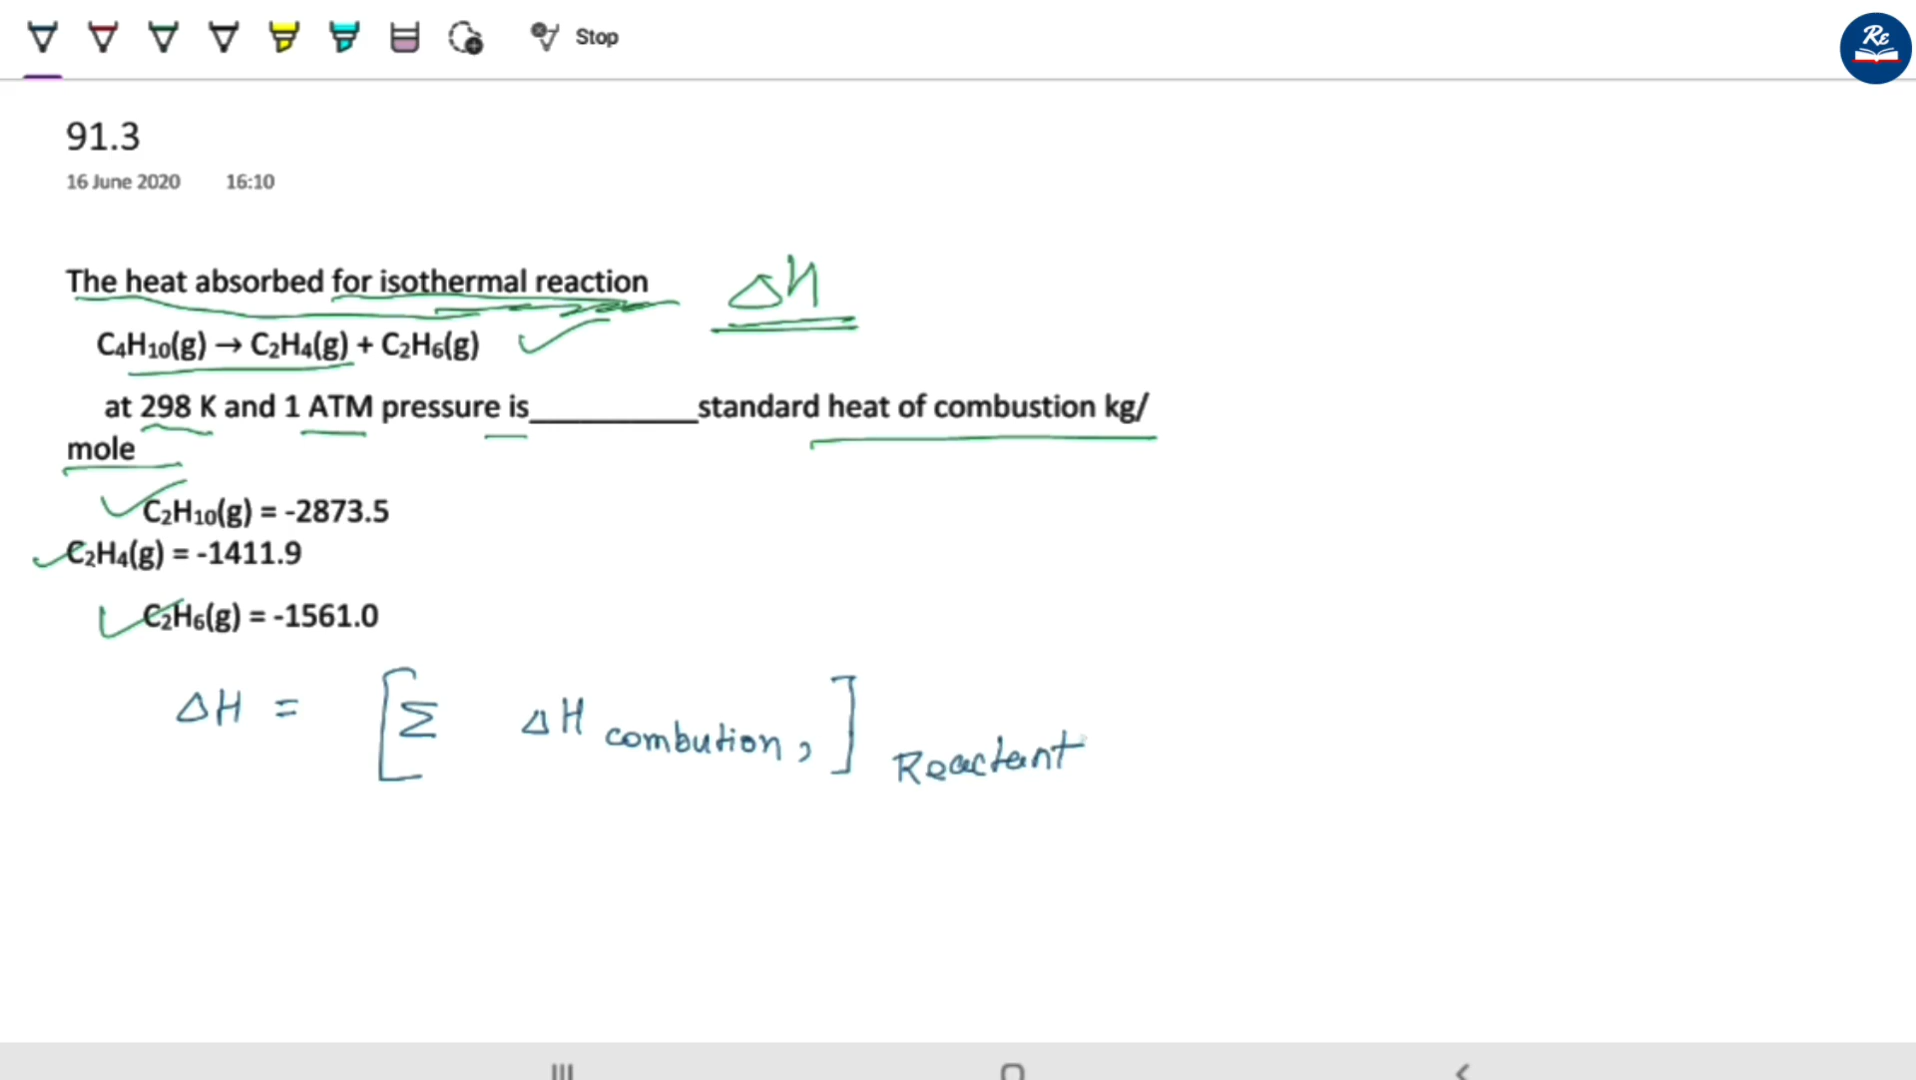 Stop
RE
91.3
16 June 2020 16:10
The heat absorbed for isothermal reaction ΔH
C₄H₁₀(g) → C₂H₄(g) + C₂H₆(g)
at 298 K and 1 ATM pressure is__________standard heat of combustion kg/
mole
C₂H₁₀(g) = -2873.5
C₂H₄(g) = -1411.9
C₂H₆(g) = -1561.0
ΔH = [Σ ΔH combution, ] Reactant